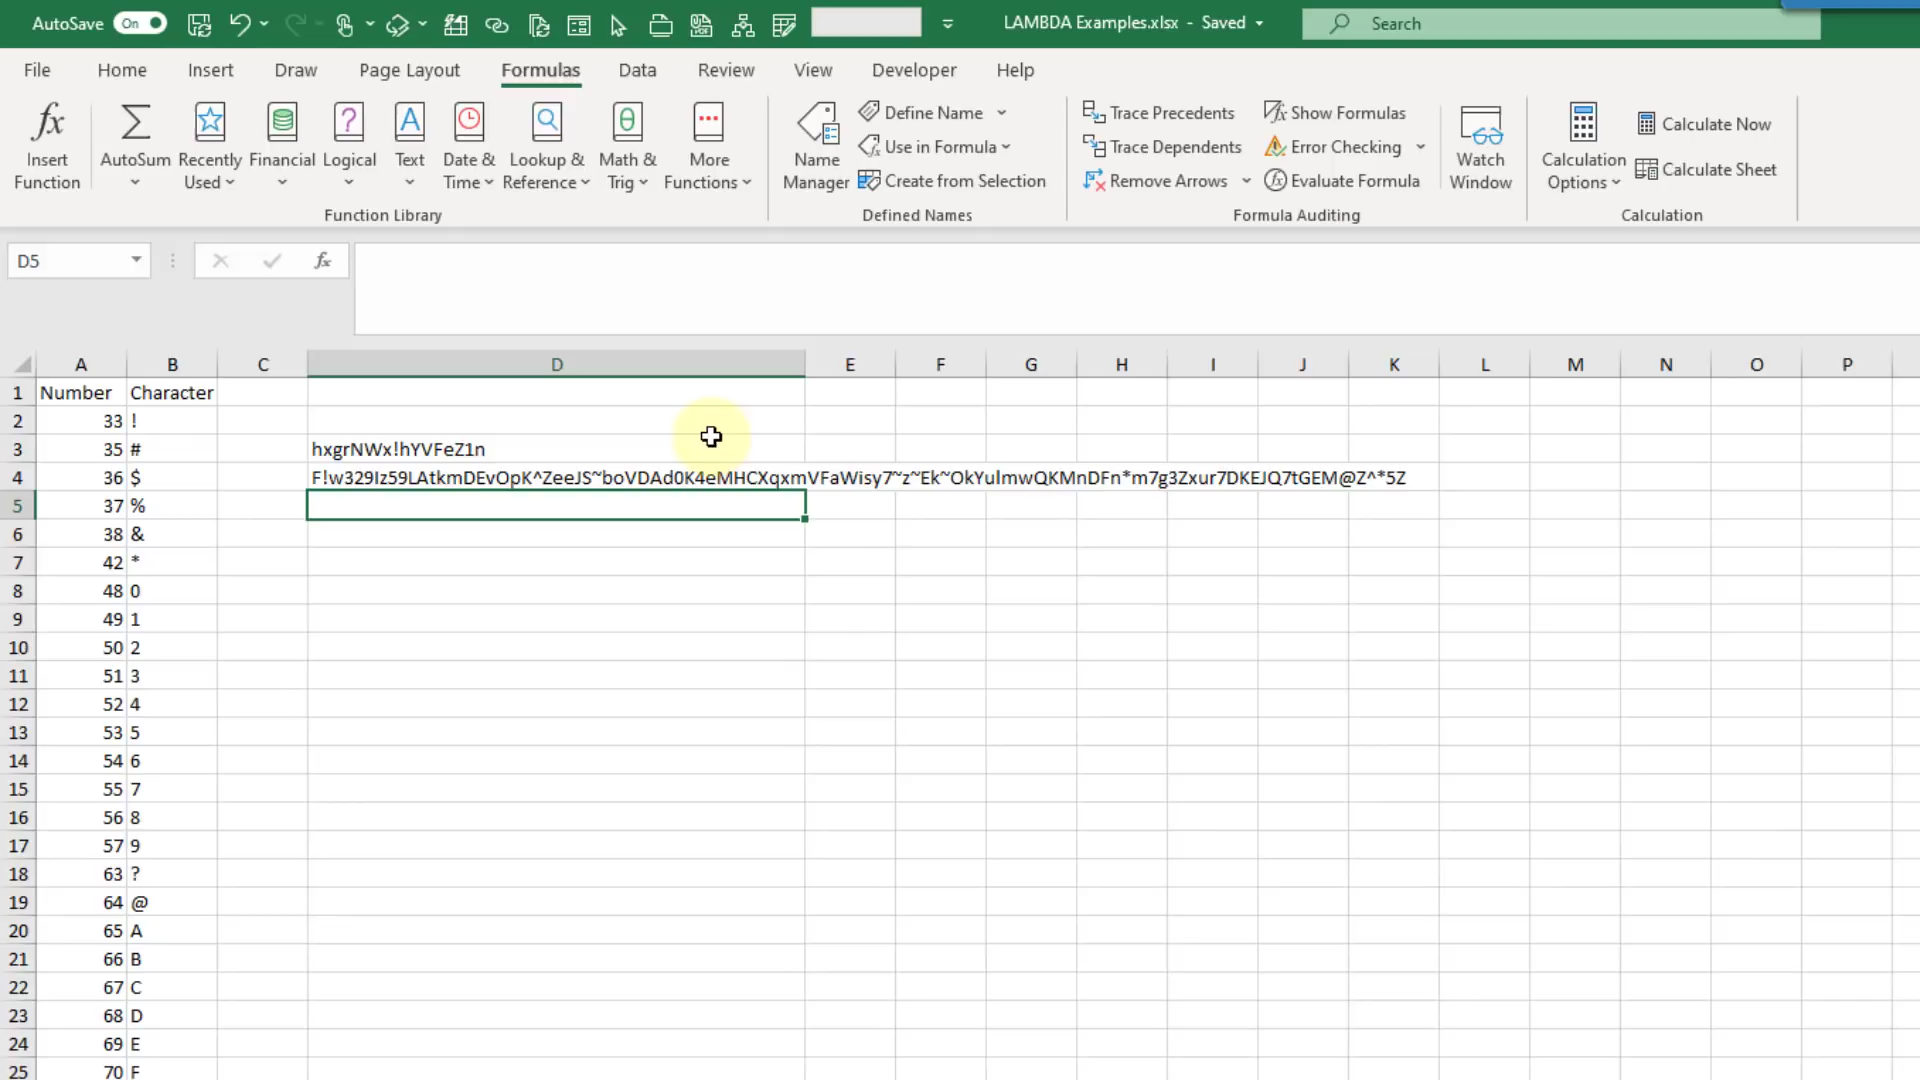 AutoSave On LAMBDA Examples.xlsx - Saved Search
File Home Insert Draw Page Layout Formulas Data Review View Developer Help
Insert Function
AutoSum
Recently Used
Financial
Logical
Text
Date & Time
Lookup & Reference
Math & Trig
More Functions
Function Library
Name Manager
Define Name
Use in Formula
Create from Selection
Defined Names
Trace Precedents
Trace Dependents
Remove Arrows
Show Formulas
Error Checking
Evaluate Formula
Formula Auditing
Watch Window
Calculation Options
Calculate Now
Calculate Sheet
Calculation
D5 fx
A B C D E F G H I J K L M N O P
1 Number Character
2 33 !
3 35 # hxgrNWx!hYVFeZ1n
4 36 $ F!w329Iz59LAtkmDEvOpK^ZeeJS~boVDAd0K4eMHCXqxmVFaWisy7~z~Ek~OkYulmwQKMnDFn*m7g3Zxur7DKEJQ7tGEM@Z^*5Z
5 37 %
6 38 &
7 42 *
8 48 0
9 49 1
10 50 2
11 51 3
12 52 4
13 53 5
14 54 6
15 55 7
16 56 8
17 57 9
18 63 ?
19 64 @
20 65 A
21 66 B
22 67 C
23 68 D
24 69 E
25 70 F